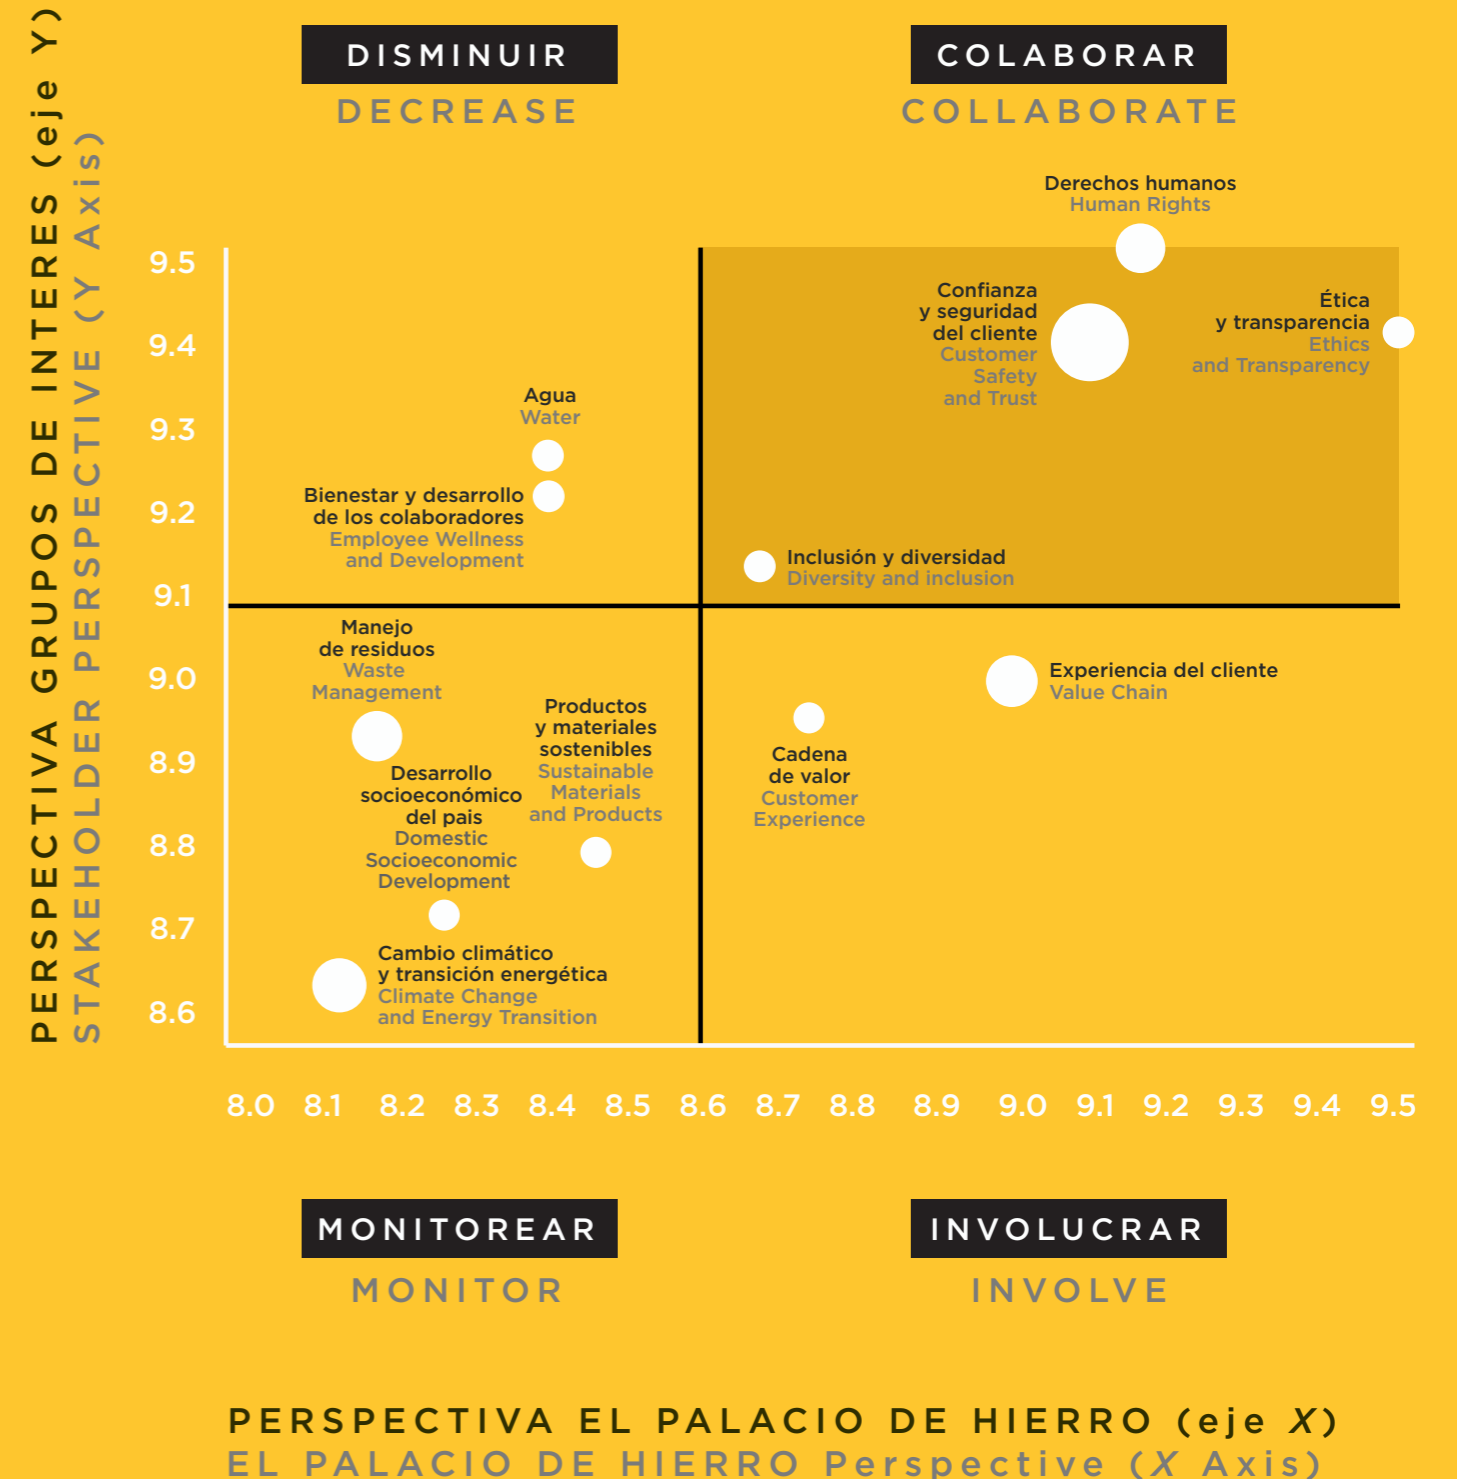 DISMINUIR
DECREASE
COLABORAR
COLLABORATE
PERSPECTIVA GRUPOS DE INTERES (eje Y)
STAKEHOLDER PERSPECTIVE (Y Axis)
9.5
9.4
9.3
9.2
9.1
9.0
8.9
8.8
8.7
8.6
Derechos humanos
Human Rights
Confianza
y seguridad
del cliente
Customer
Safety
and Trust
Ética
y transparencia
Ethics
and Transparency
Agua
Water
Bienestar y desarrollo
de los colaboradores
Employee Wellness
and Development
Inclusión y diversidad
Diversity and inclusion
Manejo
de residuos
Waste
Management
Productos
y materiales
sostenibles
Sustainable
Materials
and Products
Desarrollo
socioeconómico
del pais
Domestic
Socioeconomic
Development
Cambio climático
y transición energética
Climate Change
and Energy Transition
Experiencia del cliente
Value Chain
Cadena
de valor
Customer
Experience
8.0 8.1 8.2 8.3 8.4 8.5 8.6 8.7 8.8 8.9 9.0 9.1 9.2 9.3 9.4 9.5
MONITOREAR
MONITOR
INVOLUCRAR
INVOLVE
PERSPECTIVA EL PALACIO DE HIERRO (eje X)
EL PALACIO DE HIERRO Perspective (X Axis)